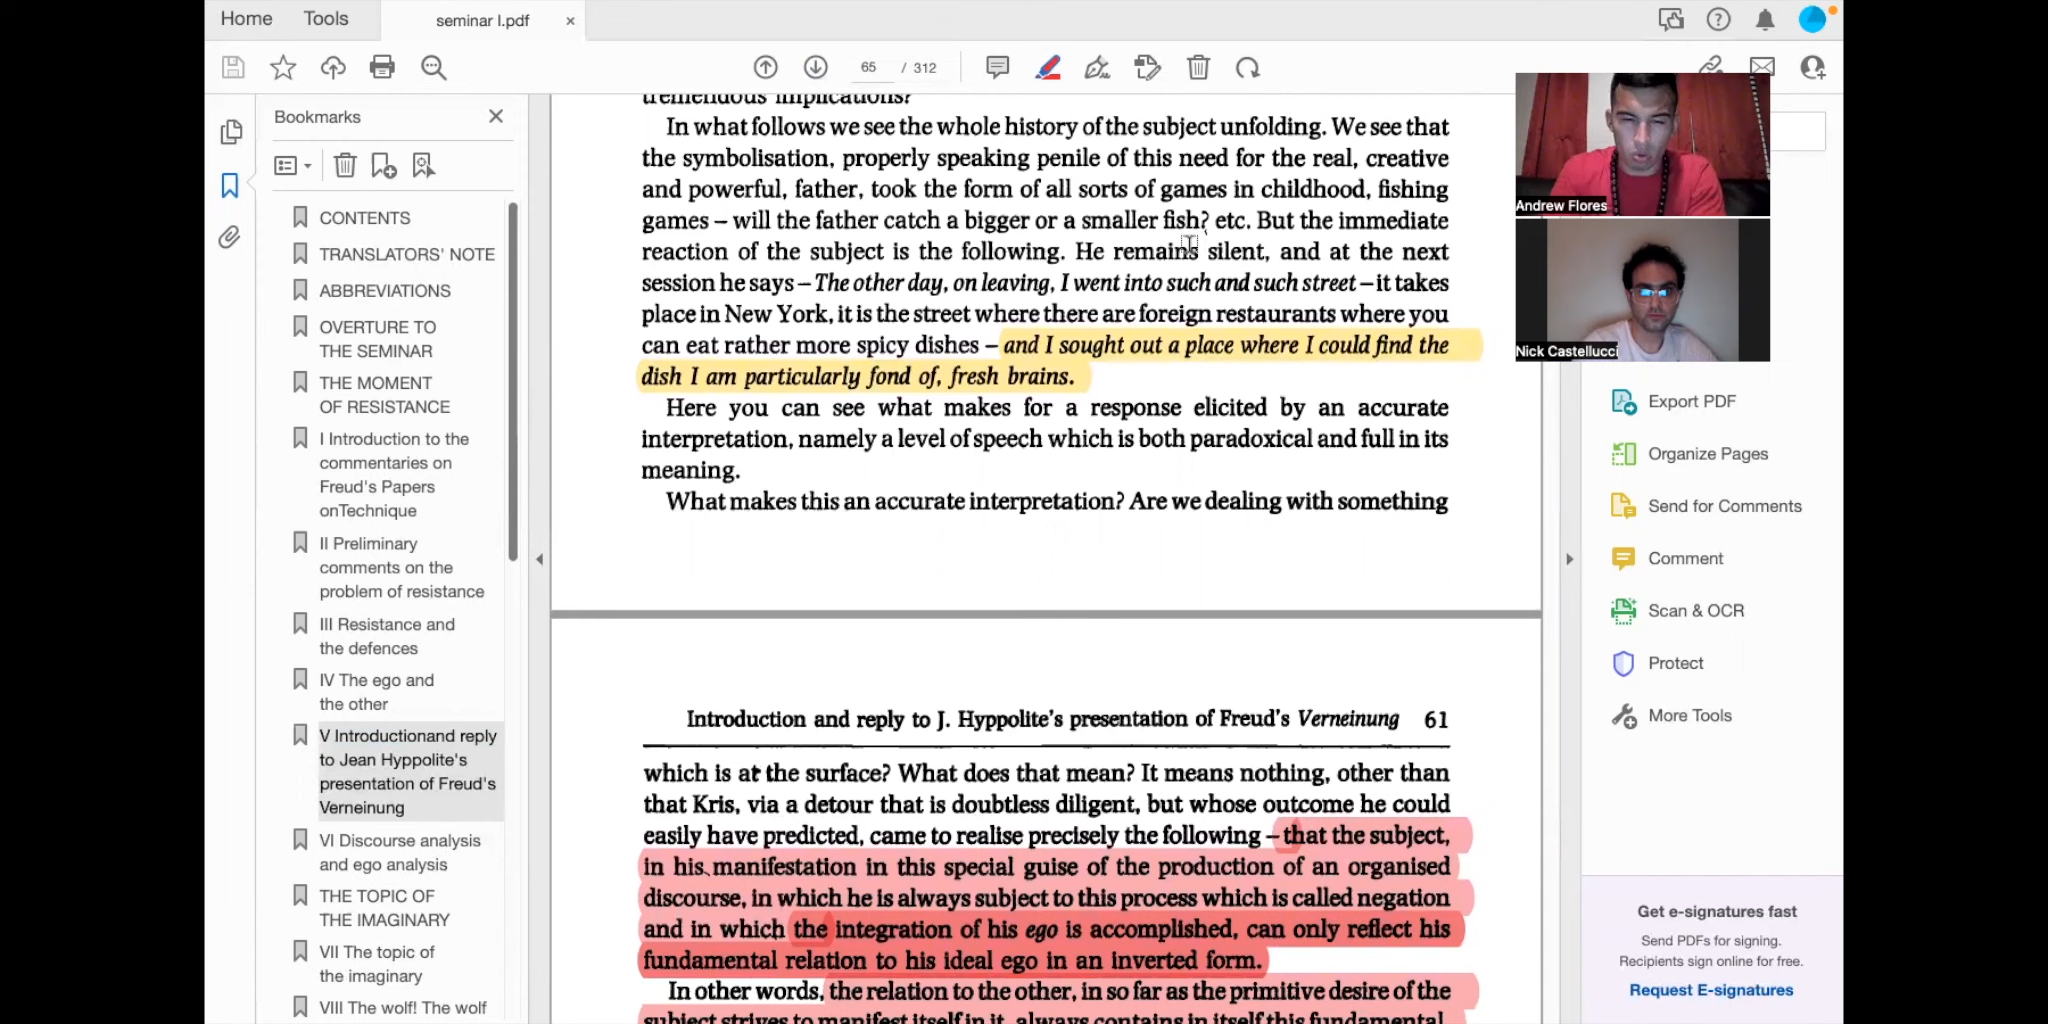 Home
Tools
seminar I.pdf
65 / 312
Bookmarks
CONTENTS
TRANSLATORS' NOTE
ABBREVIATIONS
OVERTURE TO
THE SEMINAR
THE MOMENT
OF RESISTANCE
I Introduction to the
commentaries on
Freud's Papers
onTechnique
II Preliminary
comments on the
problem of resistance
III Resistance and
the defences
IV The ego and
the other
V Introductionand reply
to Jean Hyppolite's
presentation of Freud's
Verneinung
VI Discourse analysis
and ego analysis
THE TOPIC OF
THE IMAGINARY
VII The topic of
the imaginary
VIII The wolf! The wolf
tremendous implications?
In what follows we see the whole history of the subject unfolding. We see that
the symbolisation, properly speaking penile of this need for the real, creative
and powerful, father, took the form of all sorts of games in childhood, fishing
games – will the father catch a bigger or a smaller fish? etc. But the immediate
reaction of the subject is the following. He remains silent, and at the next
session he says – The other day, on leaving, I went into such and such street – it takes
place in New York, it is the street where there are foreign restaurants where you
can eat rather more spicy dishes – and I sought out a place where I could find the
dish I am particularly fond of, fresh brains.
Here you can see what makes for a response elicited by an accurate
interpretation, namely a level of speech which is both paradoxical and full in its
meaning.
What makes this an accurate interpretation? Are we dealing with something
Introduction and reply to J. Hyppolite's presentation of Freud's Verneinung 61
which is at the surface? What does that mean? It means nothing, other than
that Kris, via a detour that is doubtless diligent, but whose outcome he could
easily have predicted, came to realise precisely the following – that the subject,
in his manifestation in this special guise of the production of an organised
discourse, in which he is always subject to this process which is called negation
and in which the integration of his ego is accomplished, can only reflect his
fundamental relation to his ideal ego in an inverted form.
In other words, the relation to the other, in so far as the primitive desire of the
subject strives to manifest itself in it, always contains in itself this fundamental,
Andrew Flores
Nick Castellucci
Export PDF
Organize Pages
Send for Comments
Comment
Scan & OCR
Protect
More Tools
Get e-signatures fast
Send PDFs for signing.
Recipients sign online for free.
Request E-signatures